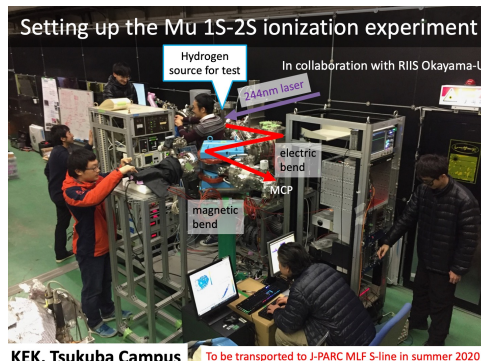 Setting up the Mu 1S-2S ionization experiment
Hydrogen
source for test
In collaboration with RIIS Okayama-U
244nm laser
electric
bend
MCP
magnetic
bend
KEK, Tsukuba Campus
To be transported to J-PARC MLF S-line in summer 2020